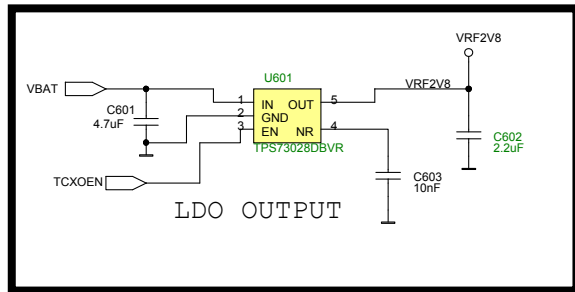 VRF2V8
U601
VBAT
VRF2V8
1 IN OUT 5
C601
4.7uF
2 GND
3 EN NR 4
TPS73028DBVR
C602
2.2uF
TCXOEN
C603
10nF
LDO OUTPUT